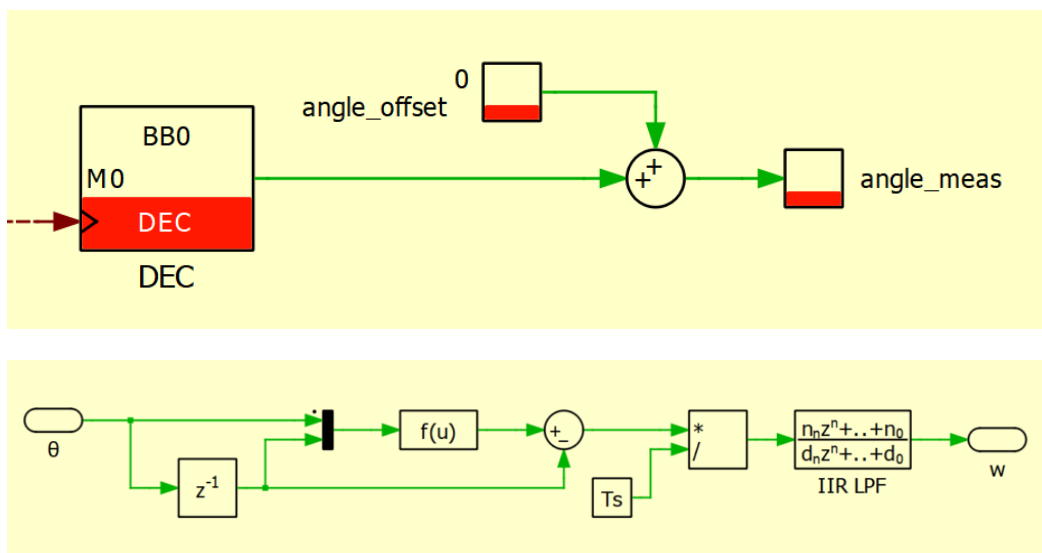 BB0
M0
DEC
DEC
0
angle_offset
+
+
angle_meas
θ
z⁻¹
f(u)
+
−
Ts
*
/
nₙzⁿ+..+n₀
dₙzⁿ+..+d₀
IIR LPF
w